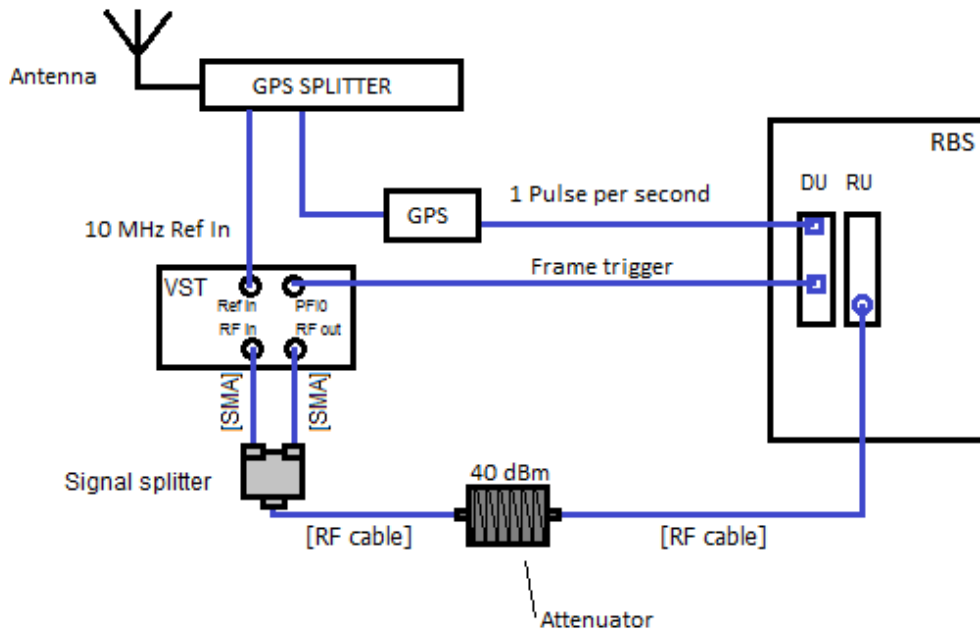 Antenna
GPS SPLITTER
RBS
DU RU
GPS
1 Pulse per second
10 MHz Ref In
Frame trigger
VST
Ref In PFI0
RF In RF out
[SMA] [SMA]
Signal splitter
40 dBm
[RF cable] [RF cable]
Attenuator